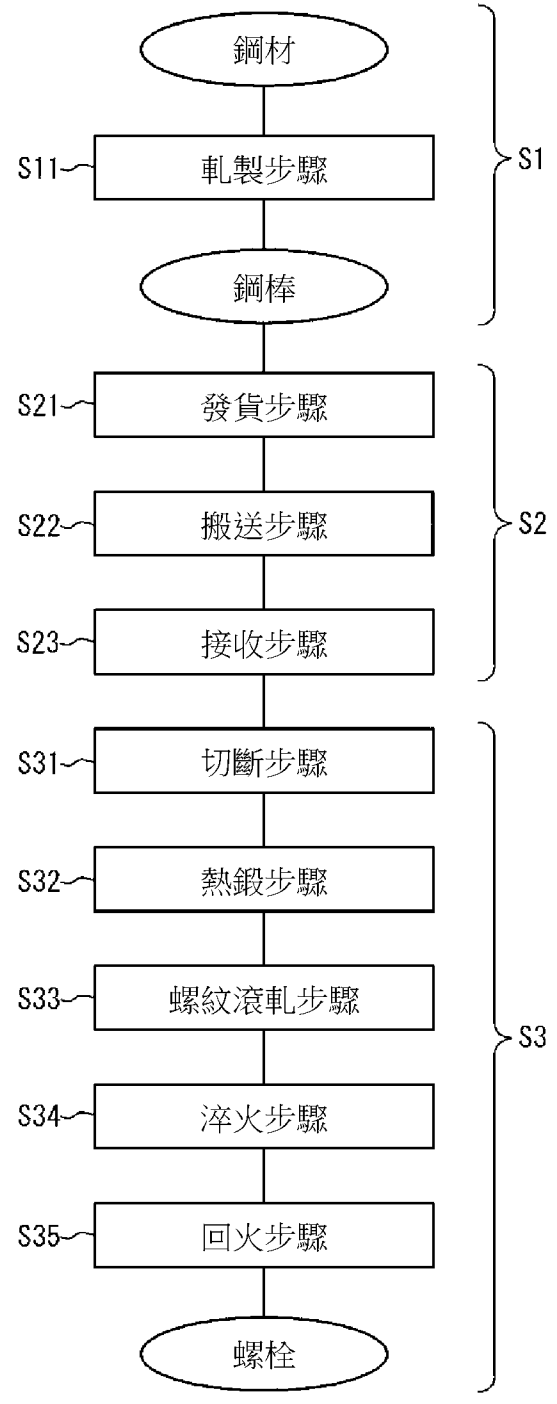 鋼材
S11 軋製步驟
S1
鋼棒
S21 發貨步驟
S22 搬送步驟
S2
S23 接收步驟
S31 切斷步驟
S32 熱鍛步驟
S33 螺紋滾軋步驟
S3
S34 淬火步驟
S35 回火步驟
螺栓